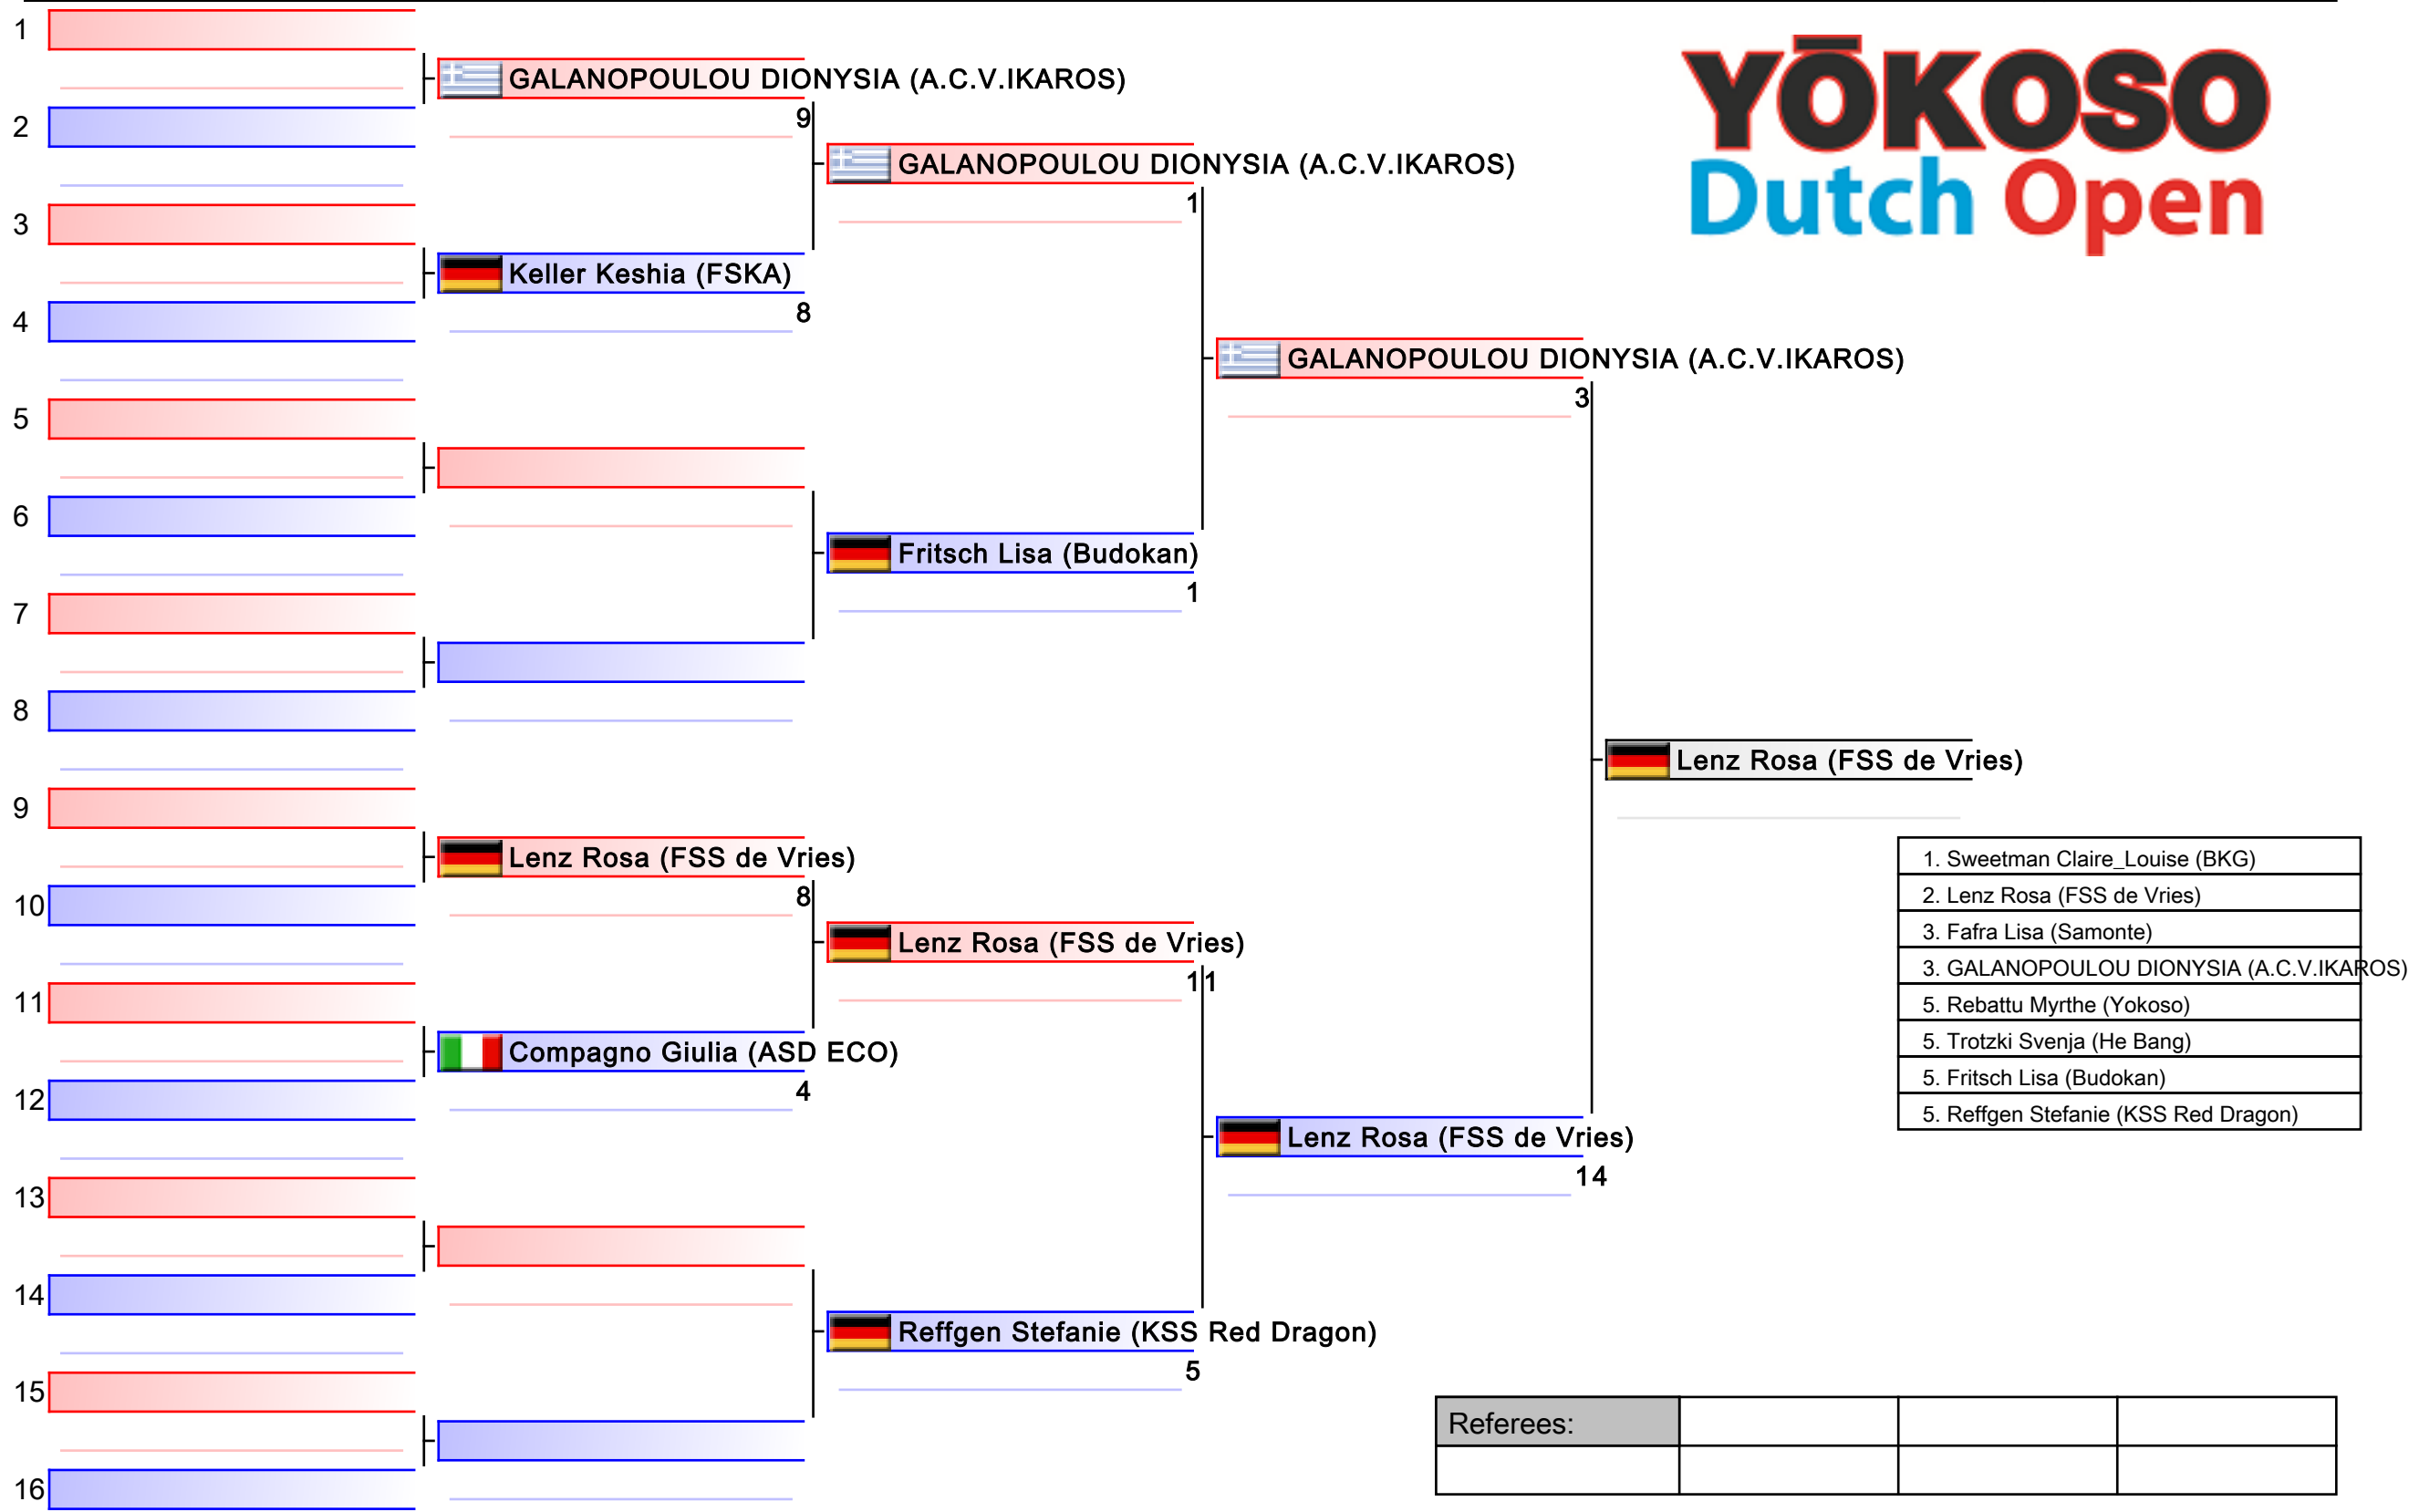 1
GALANOPOULOU DIONYSIA (A.C.V.IKAROS)
9
2
GALANOPOULOU DIONYSIA (A.C.V.IKAROS)
1
3
Keller Keshia (FSKA)
8
4
GALANOPOULOU DIONYSIA (A.C.V.IKAROS)
3
5
6
Fritsch Lisa (Budokan)
1
7
8
Lenz Rosa (FSS de Vries)
9
Lenz Rosa (FSS de Vries)
8
10
Lenz Rosa (FSS de Vries)
11
11
Compagno Giulia (ASD ECO)
4
12
Lenz Rosa (FSS de Vries)
14
13
14
Reffgen Stefanie (KSS Red Dragon)
5
15
16
YŌKOSO
Dutch Open
1. Sweetman Claire_Louise (BKG)
2. Lenz Rosa (FSS de Vries)
3. Fafra Lisa (Samonte)
3. GALANOPOULOU DIONYSIA (A.C.V.IKAROS)
5. Rebattu Myrthe (Yokoso)
5. Trotzki Svenja (He Bang)
5. Fritsch Lisa (Budokan)
5. Reffgen Stefanie (KSS Red Dragon)
Referees: